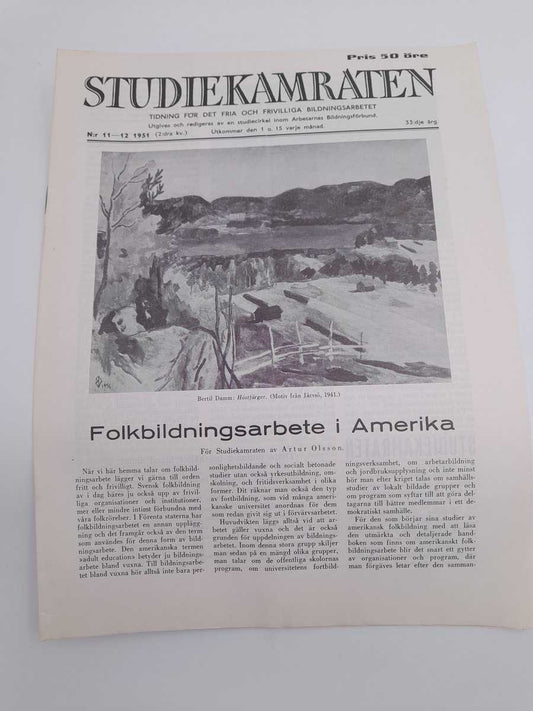 Pris 50 öre
STUDIEKAMRATEN
TIDNING FÖR DET FRIA OCH FRIVILLIGA BILDNINGSARBETET
Utgives och redigeras av en studiecirkel inom Arbetarnas Bildningsförbund.
N:r 11—12 1951 (2:dra kv.) Utkommer den 1 o. 15 varje månad. 33:dje årg.
Bertil Damm: Höstfärger. (Motiv från Järvsö, 1941.)
Folkbildningsarbete i Amerika
För Studiekamraten av Artur Olsson.
När vi här hemma talar om folkbild-
ningsarbete lägger vi gärna till orden
fritt och frivilligt. Svensk folkbildning
av i dag bäres ju också upp av frivil-
liga organisationer och institutioner,
mer eller mindre intimt förbundna med
våra folkrörelser. I Förenta staterna har
folkbildningsarbetet en annan upplägg-
ning och det framgår också av den term
som användes för denna form av bild-
ningsarbete. Den amerikanska termen
»adult education» betyder ju bildnings-
arbete bland vuxna. Till bildningsarbe-
tet bland vuxna hör alltså inte bara per-
sonlighetsbildande och socialt betonade
studier utan också yrkesutbildning, om-
skolning, och fritidsverksamhet i olika
former. Dit räknar man också den typ
av fortbildning, som vid många ameri-
kanske universitet anordnas för dem
som redan givit sig ut i förvärvsarbetet.
Huvudvikten läggs alltså vid att ar-
betet gäller vuxna och det är också
grunden för uppdelningen av bildnings-
arbetet. Inom denna stora grupp skiljer
man sedan på en mängd olika grupper,
man talar om de offentliga skolornas
program, om universitetens fortbild-
ningsverksamhet, om arbetarbildning
och jordbruksupplysning och inte minst
hör man efter kriget talas om samhälls-
studier av lokalt bildade grupper och
om program som syftar till att göra del-
tagarna till bättre medlemmar i ett de-
mokratiskt samhälle.
För den som börjar sina studier av
amerikansk folkbildning med att läsa
den utmärkta och detaljerade hand-
boken som finns om amerikanskt folk-
bildningsarbete blir det snart ett gytter
av organisationer och program, där
man förgäves letar efter den samman-